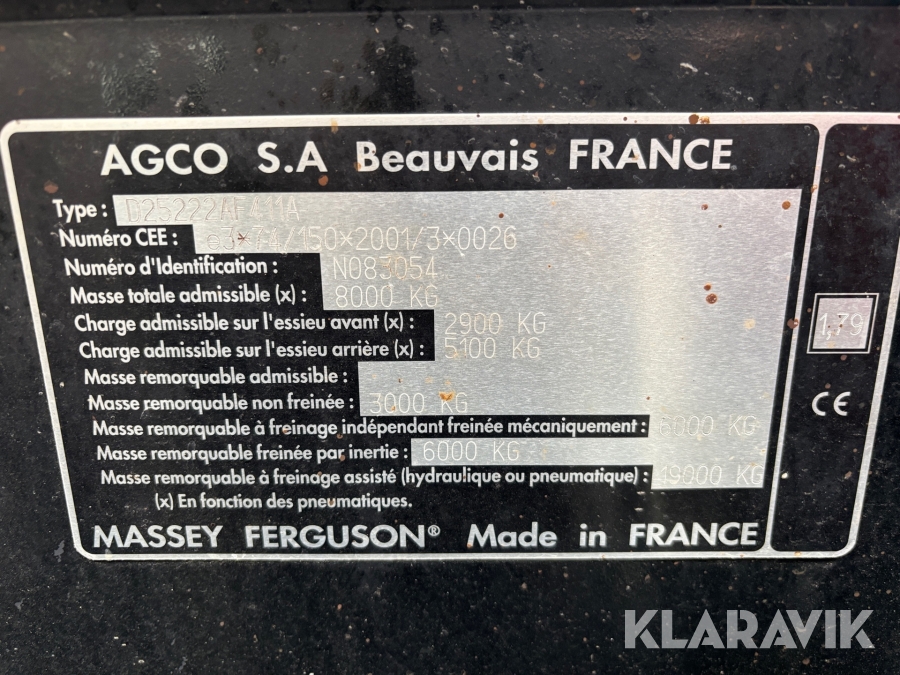 AGCO S.A Beauvais FRANCE
Type : D25222AF411A
Numéro CEE : e3*74/150*2001/3*0026
Numéro d'Identification : N083054
Masse totale admissible (x) : 8000 KG
Charge admissible sur l'essieu avant (x) : 2900 KG
Charge admissible sur l'essieu arrière (x) : 5100 KG
Masse remorquable admissible :
Masse remorquable non freinée : 3000 KG
Masse remorquable à freinage indépendant freinée mécaniquement : 6000 KG
Masse remorquable freinée par inertie : 6000 KG
Masse remorquable à freinage assisté (hydraulique ou pneumatique) : 19000 KG
(x) En fonction des pneumatiques.
MASSEY FERGUSON® Made in FRANCE
1,79
CE
KLARAVIK